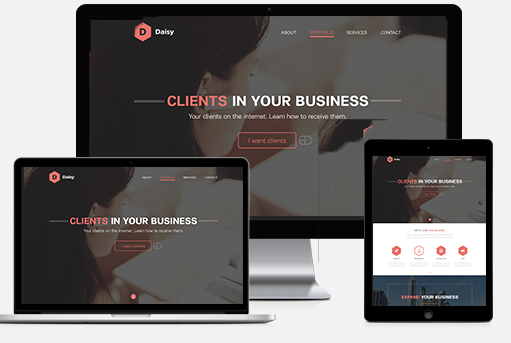 D Daisy
ABOUT PORTFOLIO SERVICES CONTACT
CLIENTS IN YOUR BUSINESS
Your clients on the internet. Learn how to receive them.
I want clients
Daisy
ABOUT PORTFOLIO SERVICES CONTACT
CLIENTS IN YOUR BUSINESS
Your clients on the internet. Learn how to receive them.
I want clients
Daisy
CLIENTS IN YOUR BUSINESS
EXPAND YOUR BUSINESS